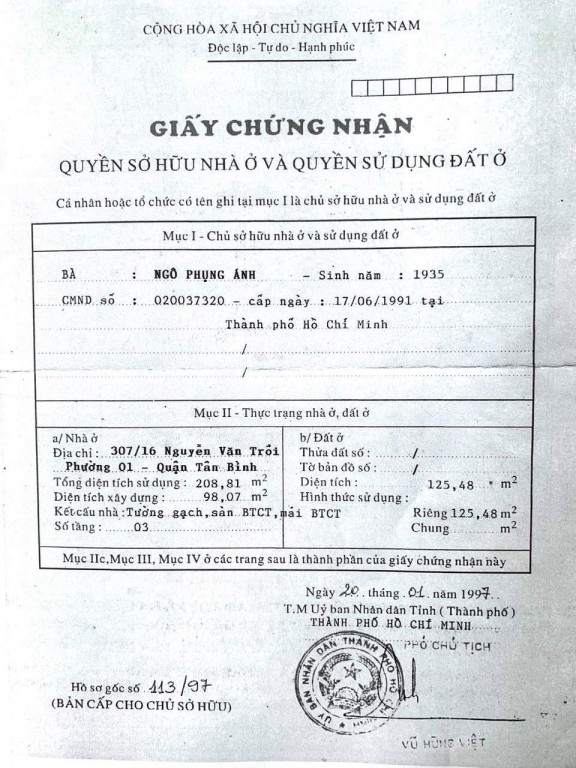 CỘNG HÒA XÃ HỘI CHỦ NGHĨA VIỆT NAM
Độc lập - Tự do - Hạnh phúc
GIẤY CHỨNG NHẬN
QUYỀN SỞ HỮU NHÀ Ở VÀ QUYỀN SỬ DỤNG ĐẤT Ở
Cá nhân hoặc tổ chức có tên ghi tại mục I là chủ sở hữu nhà ở và sử dụng đất ở
Mục I - Chủ sở hữu nhà ở và sử dụng đất ở
BÀ : NGÔ PHỤNG ÁNH - Sinh năm : 1935
CMND số : 020037320 - cấp ngày : 17/06/1991 tại
Thành phố Hồ Chí Minh
/
/
Mục II - Thực trạng nhà ở, đất ở
a/ Nhà ở
Địa chỉ : 307/16 Nguyễn Văn Trỗi
Phường 01 - Quận Tân Bình
Tổng diện tích sử dụng : 208,81 m2
Diện tích xây dựng : 98,07 m2
Kết cấu nhà : Tường gạch, sàn BTCT, mái BTCT
Số tầng : 03
b/ Đất ở
Thửa đất số : /
Tờ bản đồ số : /
Diện tích : 125,48 m2
Hình thức sử dụng :
Riêng 125,48 m2
Chung m2
Mục IIc, Mục III, Mục IV ở các trang sau là thành phần của giấy chứng nhận này
Ngày 20 tháng 01 năm 1997
T.M Uỷ ban Nhân dân Tỉnh ( Thành phố )
THÀNH PHỐ HỒ CHÍ MINH
PHÓ CHỦ TỊCH
ỦY BAN NHÂN DÂN THÀNH PHỐ HỒ CHÍ MINH
Hồ sơ gốc số 113/97
(BẢN CẤP CHO CHỦ SỞ HỮU)
VŨ HÙNG VIỆT